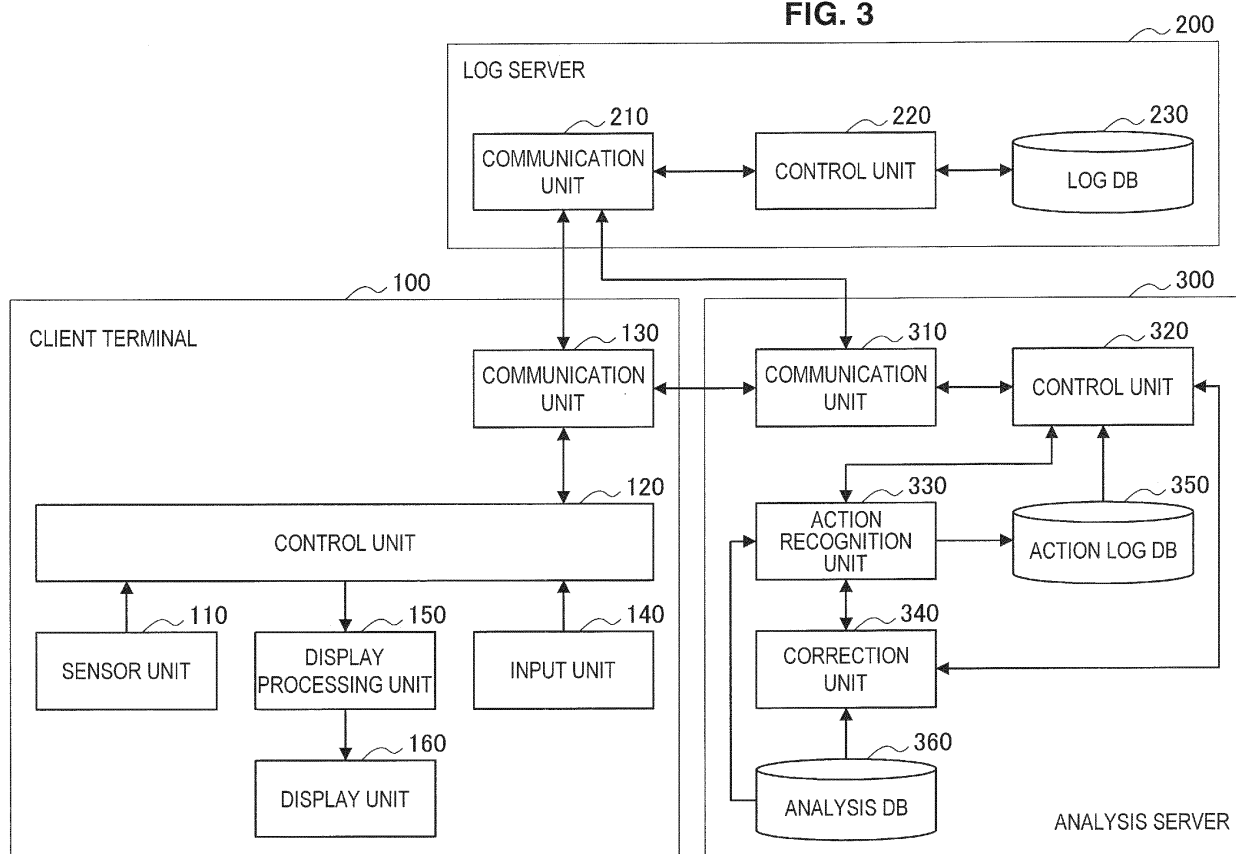 FIG. 3
200
LOG SERVER
210
220
230
COMMUNICATION
UNIT
CONTROL UNIT
LOG DB
100
300
CLIENT TERMINAL
130
310
320
COMMUNICATION
UNIT
COMMUNICATION
UNIT
CONTROL UNIT
120
330
350
CONTROL UNIT
ACTION
RECOGNITION
UNIT
ACTION LOG DB
110
150
140
340
SENSOR UNIT
DISPLAY
PROCESSING UNIT
INPUT UNIT
CORRECTION
UNIT
160
360
DISPLAY UNIT
ANALYSIS DB
ANALYSIS SERVER